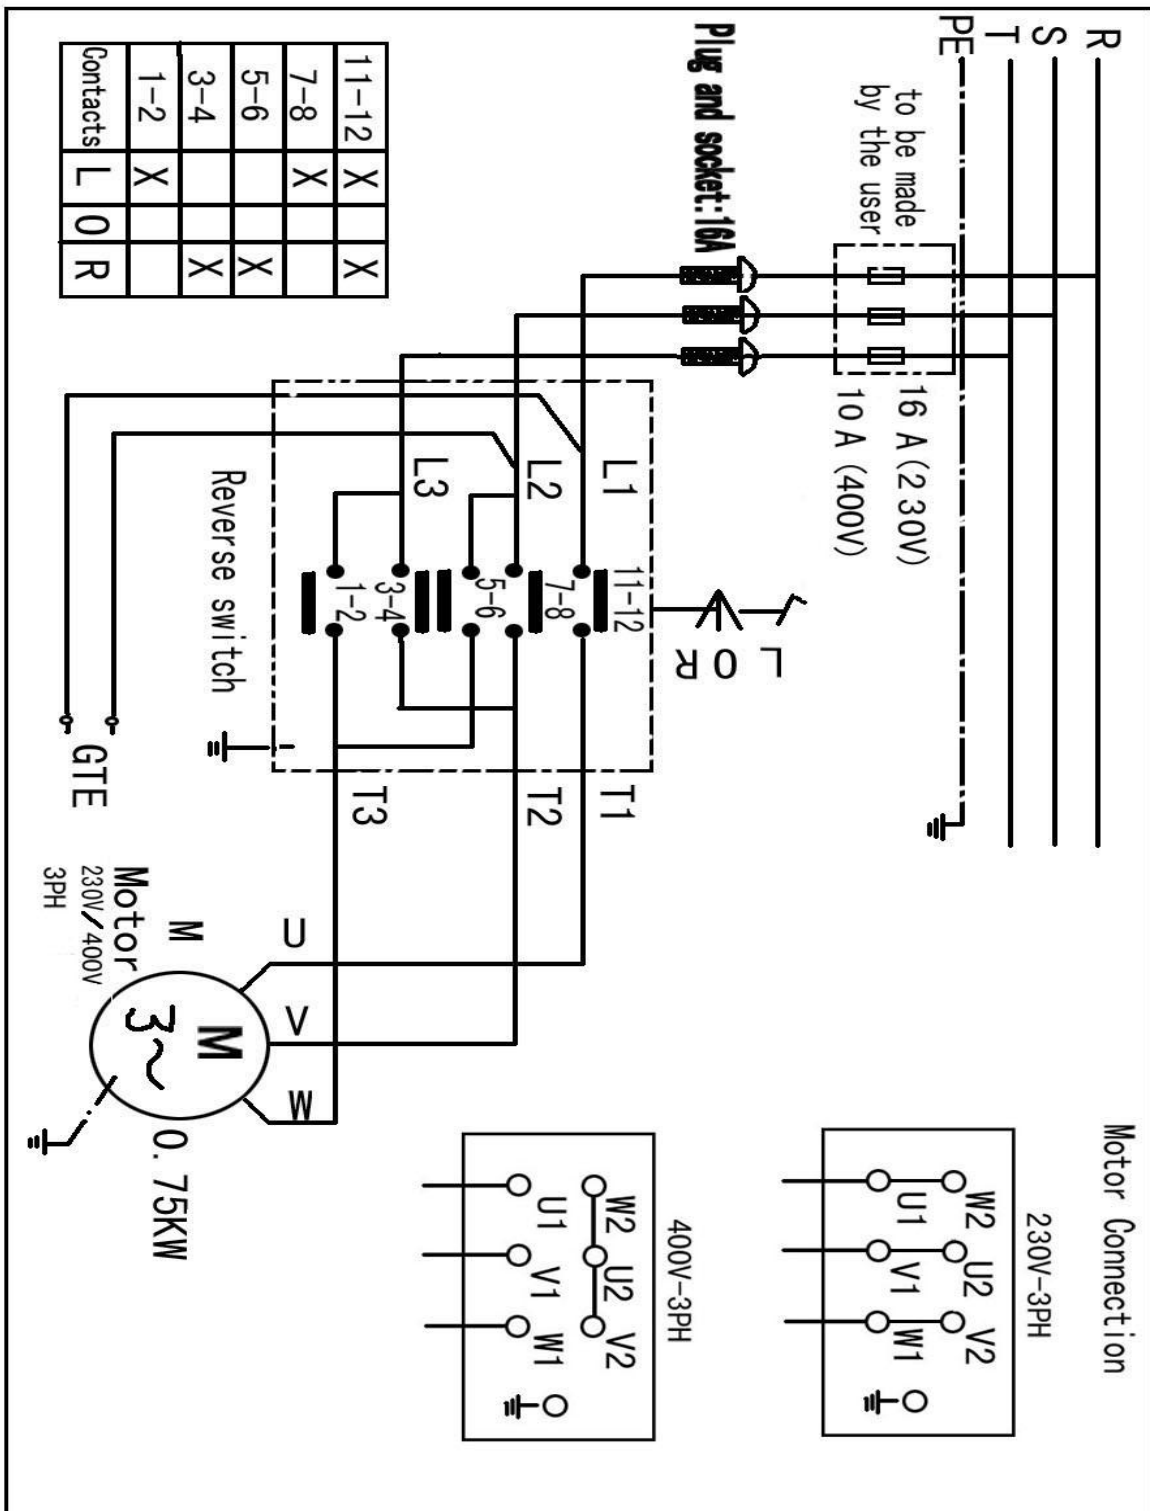 R
S
T
PE
to be made
by the user
16 A(230V)
10 A(400V)
Plug and socket:16A
11-12 X X
7-8 X
5-6 X
3-4 X
1-2 X
Contacts L 0 R
L1
L2
L3
11-12
7-8
5-6
3-4
1-2
L 0 R
Reverse switch
T1
T2
T3
GTE
U
V
W
M
Motor
230V/400V
3PH
M
3~
0.75KW
Motor Connection
230V-3PH
W2 U2 V2
U1 V1 W1
400V-3PH
W2 U2 V2
U1 V1 W1